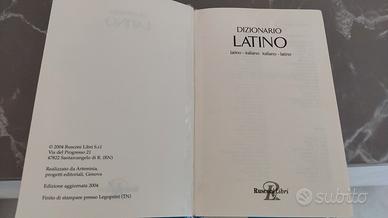 © 2004 Rusconi Libri S.r.l
Via del Progresso 21
47822 Santarcangelo di R. (RN)
Realizzato da Artemisia,
progetti editoriali, Genova
Edizione aggiornata 2004
Finito di stampare presso Legoprint (TN)
DIZIONARIO
LATINO
latino - italiano italiano - latino
Rusconi Libri
subito